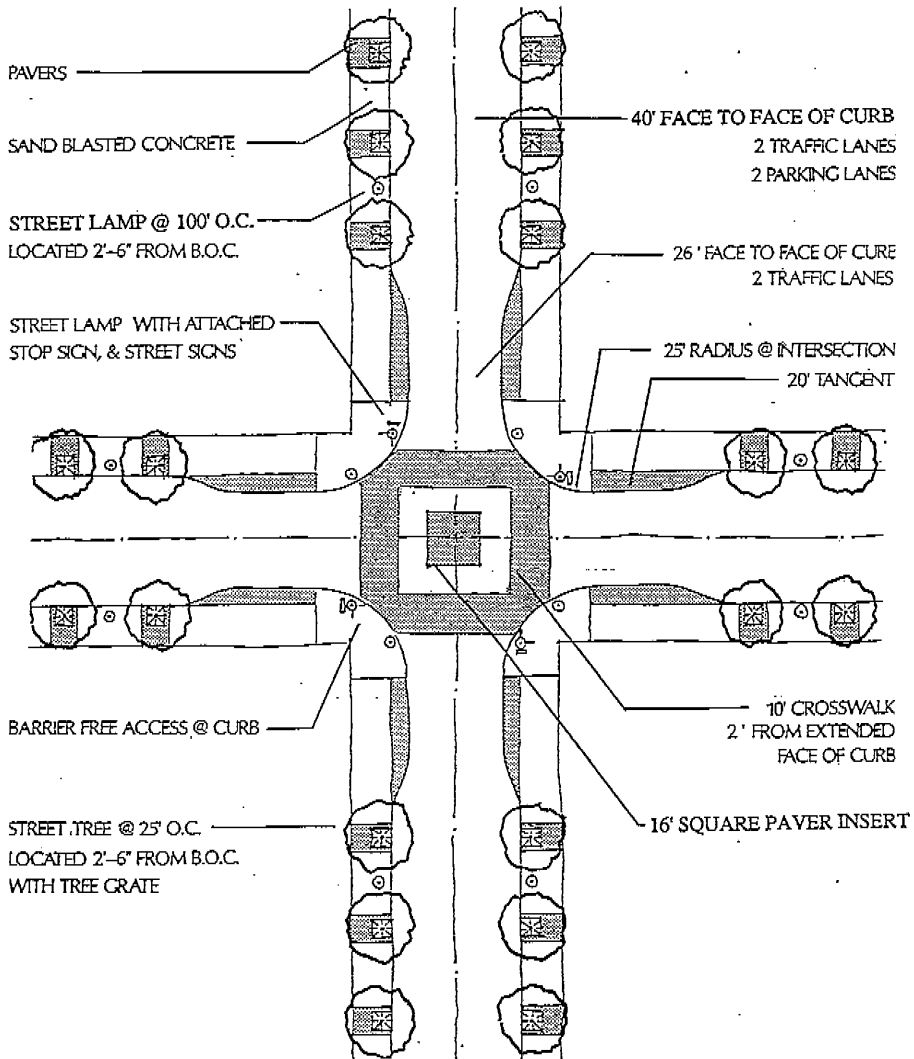 PAVERS
SAND BLASTED CONCRETE
STREET LAMP @ 100' O.C.
LOCATED 2'-6" FROM B.O.C.
STREET LAMP WITH ATTACHED
STOP SIGN, & STREET SIGNS
BARRIER FREE ACCESS @ CURB
STREET TREE @ 25' O.C.
LOCATED 2'-6" FROM B.O.C.
WITH TREE GRATE
40' FACE TO FACE OF CURB
2 TRAFFIC LANES
2 PARKING LANES
26' FACE TO FACE OF CURE
2 TRAFFIC LANES
25' RADIUS @ INTERSECTION
20' TANGENT
10' CROSSWALK
2' FROM EXTENDED
FACE OF CURB
16' SQUARE PAVER INSERT